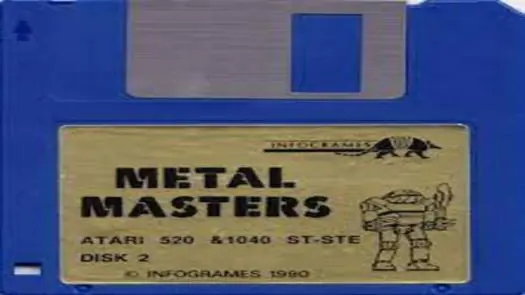 INFOGRAMES
METAL
MASTERS
ATARI 520 &1040 ST-STE
DISK 2
© INFOGRAMES 1990